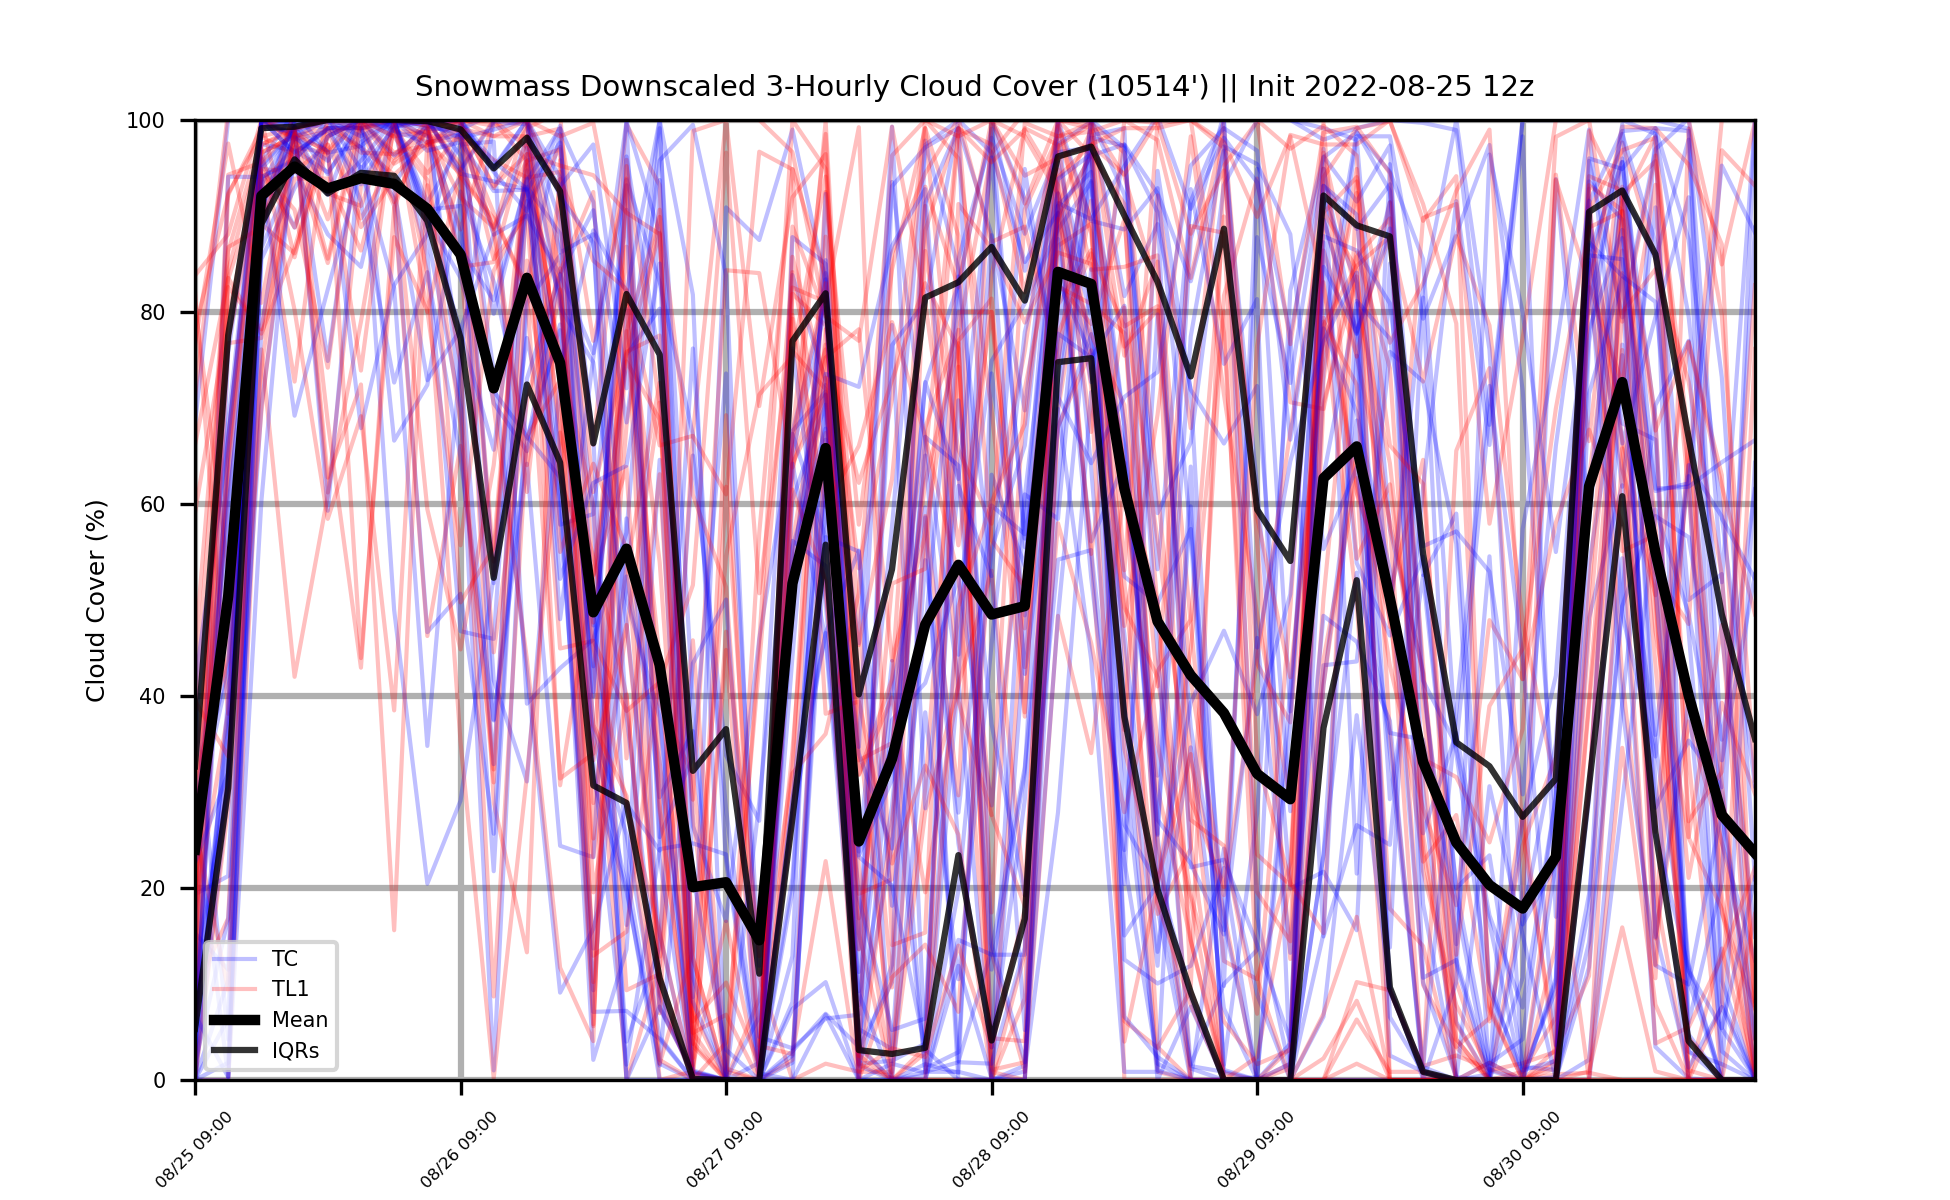 Snowmass Downscaled 3-Hourly Cloud Cover (10514') || Init 2022-08-25 12z
Cloud Cover (%)
100
80
60
40
20
0
TC
TL1
Mean
IQRs
08/25 09:00
08/26 09:00
08/27 09:00
08/28 09:00
08/29 09:00
08/30 09:00